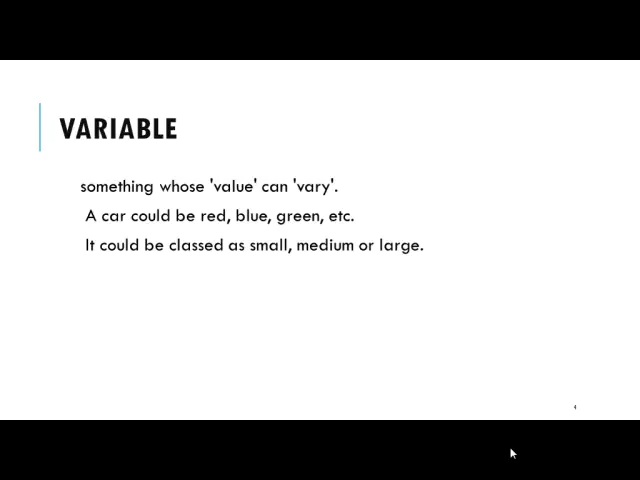 VARIABLE
something whose 'value' can 'vary'.
A car could be red, blue, green, etc.
It could be classed as small, medium or large.
4